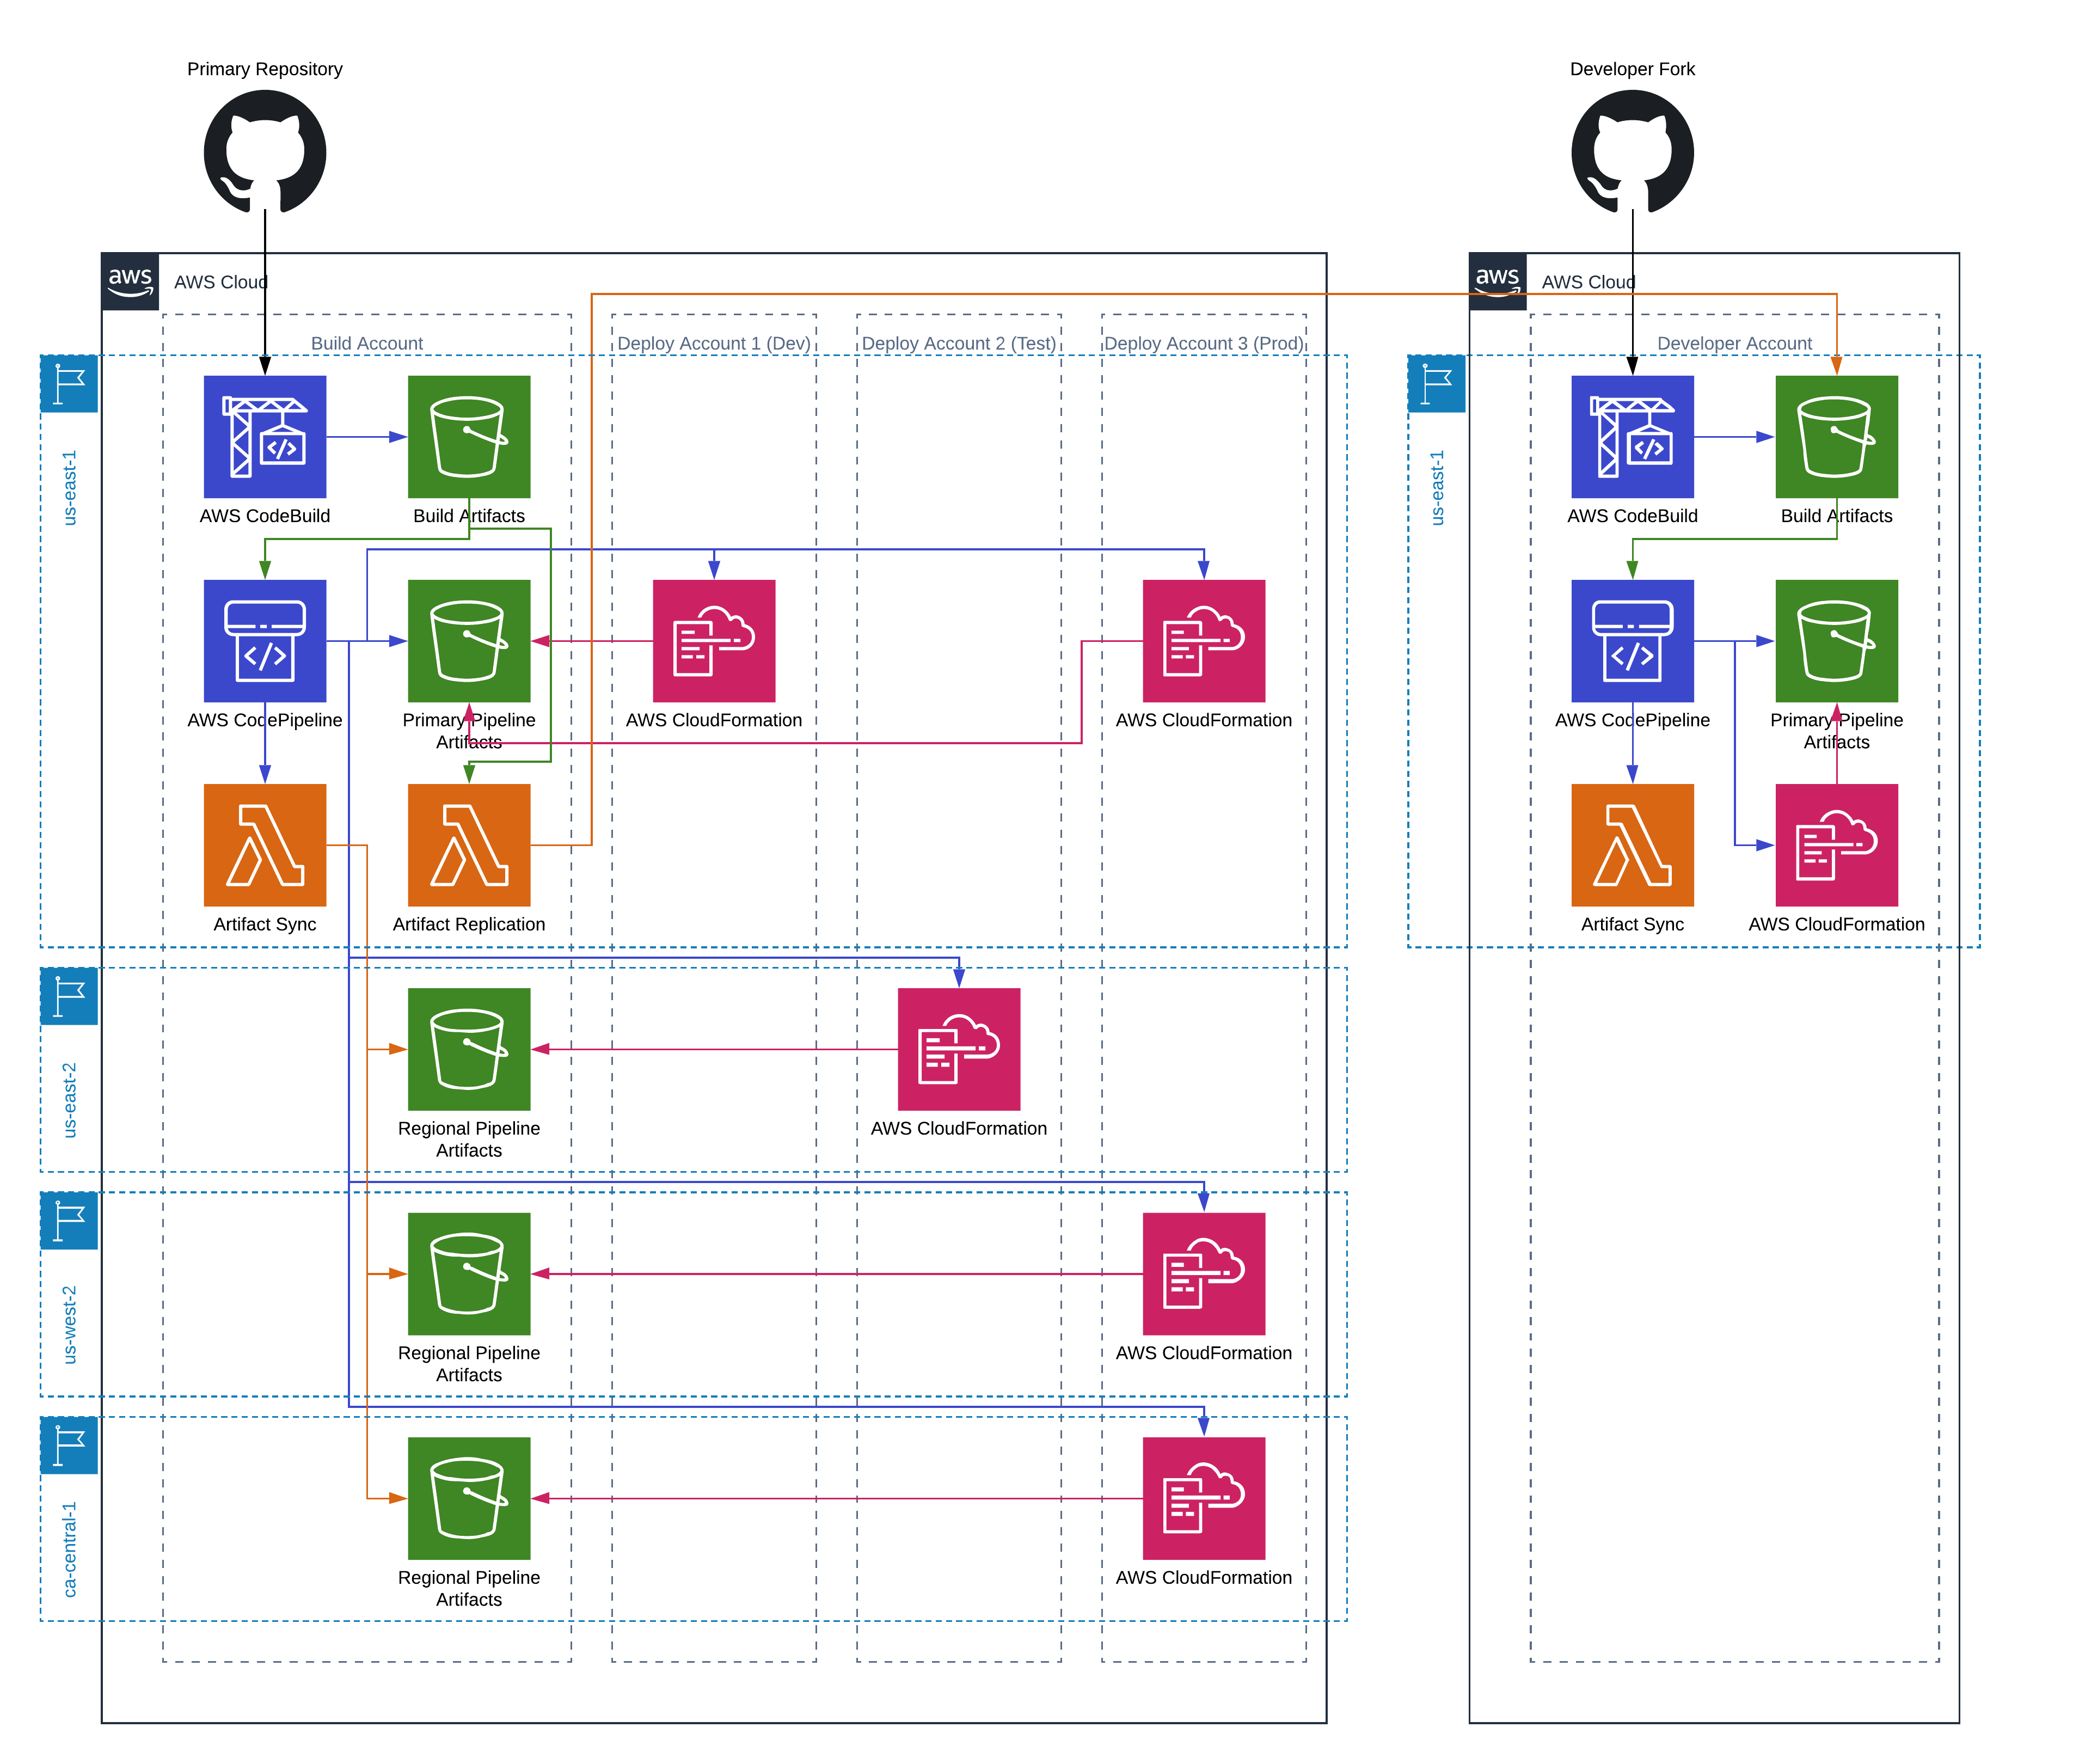 Primary Repository
Developer Fork
aws
AWS Cloud
aws
AWS Cloud
Build Account
Deploy Account 1 (Dev)
Deploy Account 2 (Test)
Deploy Account 3 (Prod)
Developer Account
us-east-1
us-east-1
AWS CodeBuild
Build Artifacts
AWS CodeBuild
Build Artifacts
AWS CodePipeline
Primary Pipeline
Artifacts
AWS CloudFormation
AWS CloudFormation
AWS CodePipeline
Primary Pipeline
Artifacts
Artifact Sync
Artifact Replication
Artifact Sync
AWS CloudFormation
us-east-2
Regional Pipeline
Artifacts
AWS CloudFormation
us-west-2
Regional Pipeline
Artifacts
AWS CloudFormation
ca-central-1
Regional Pipeline
Artifacts
AWS CloudFormation